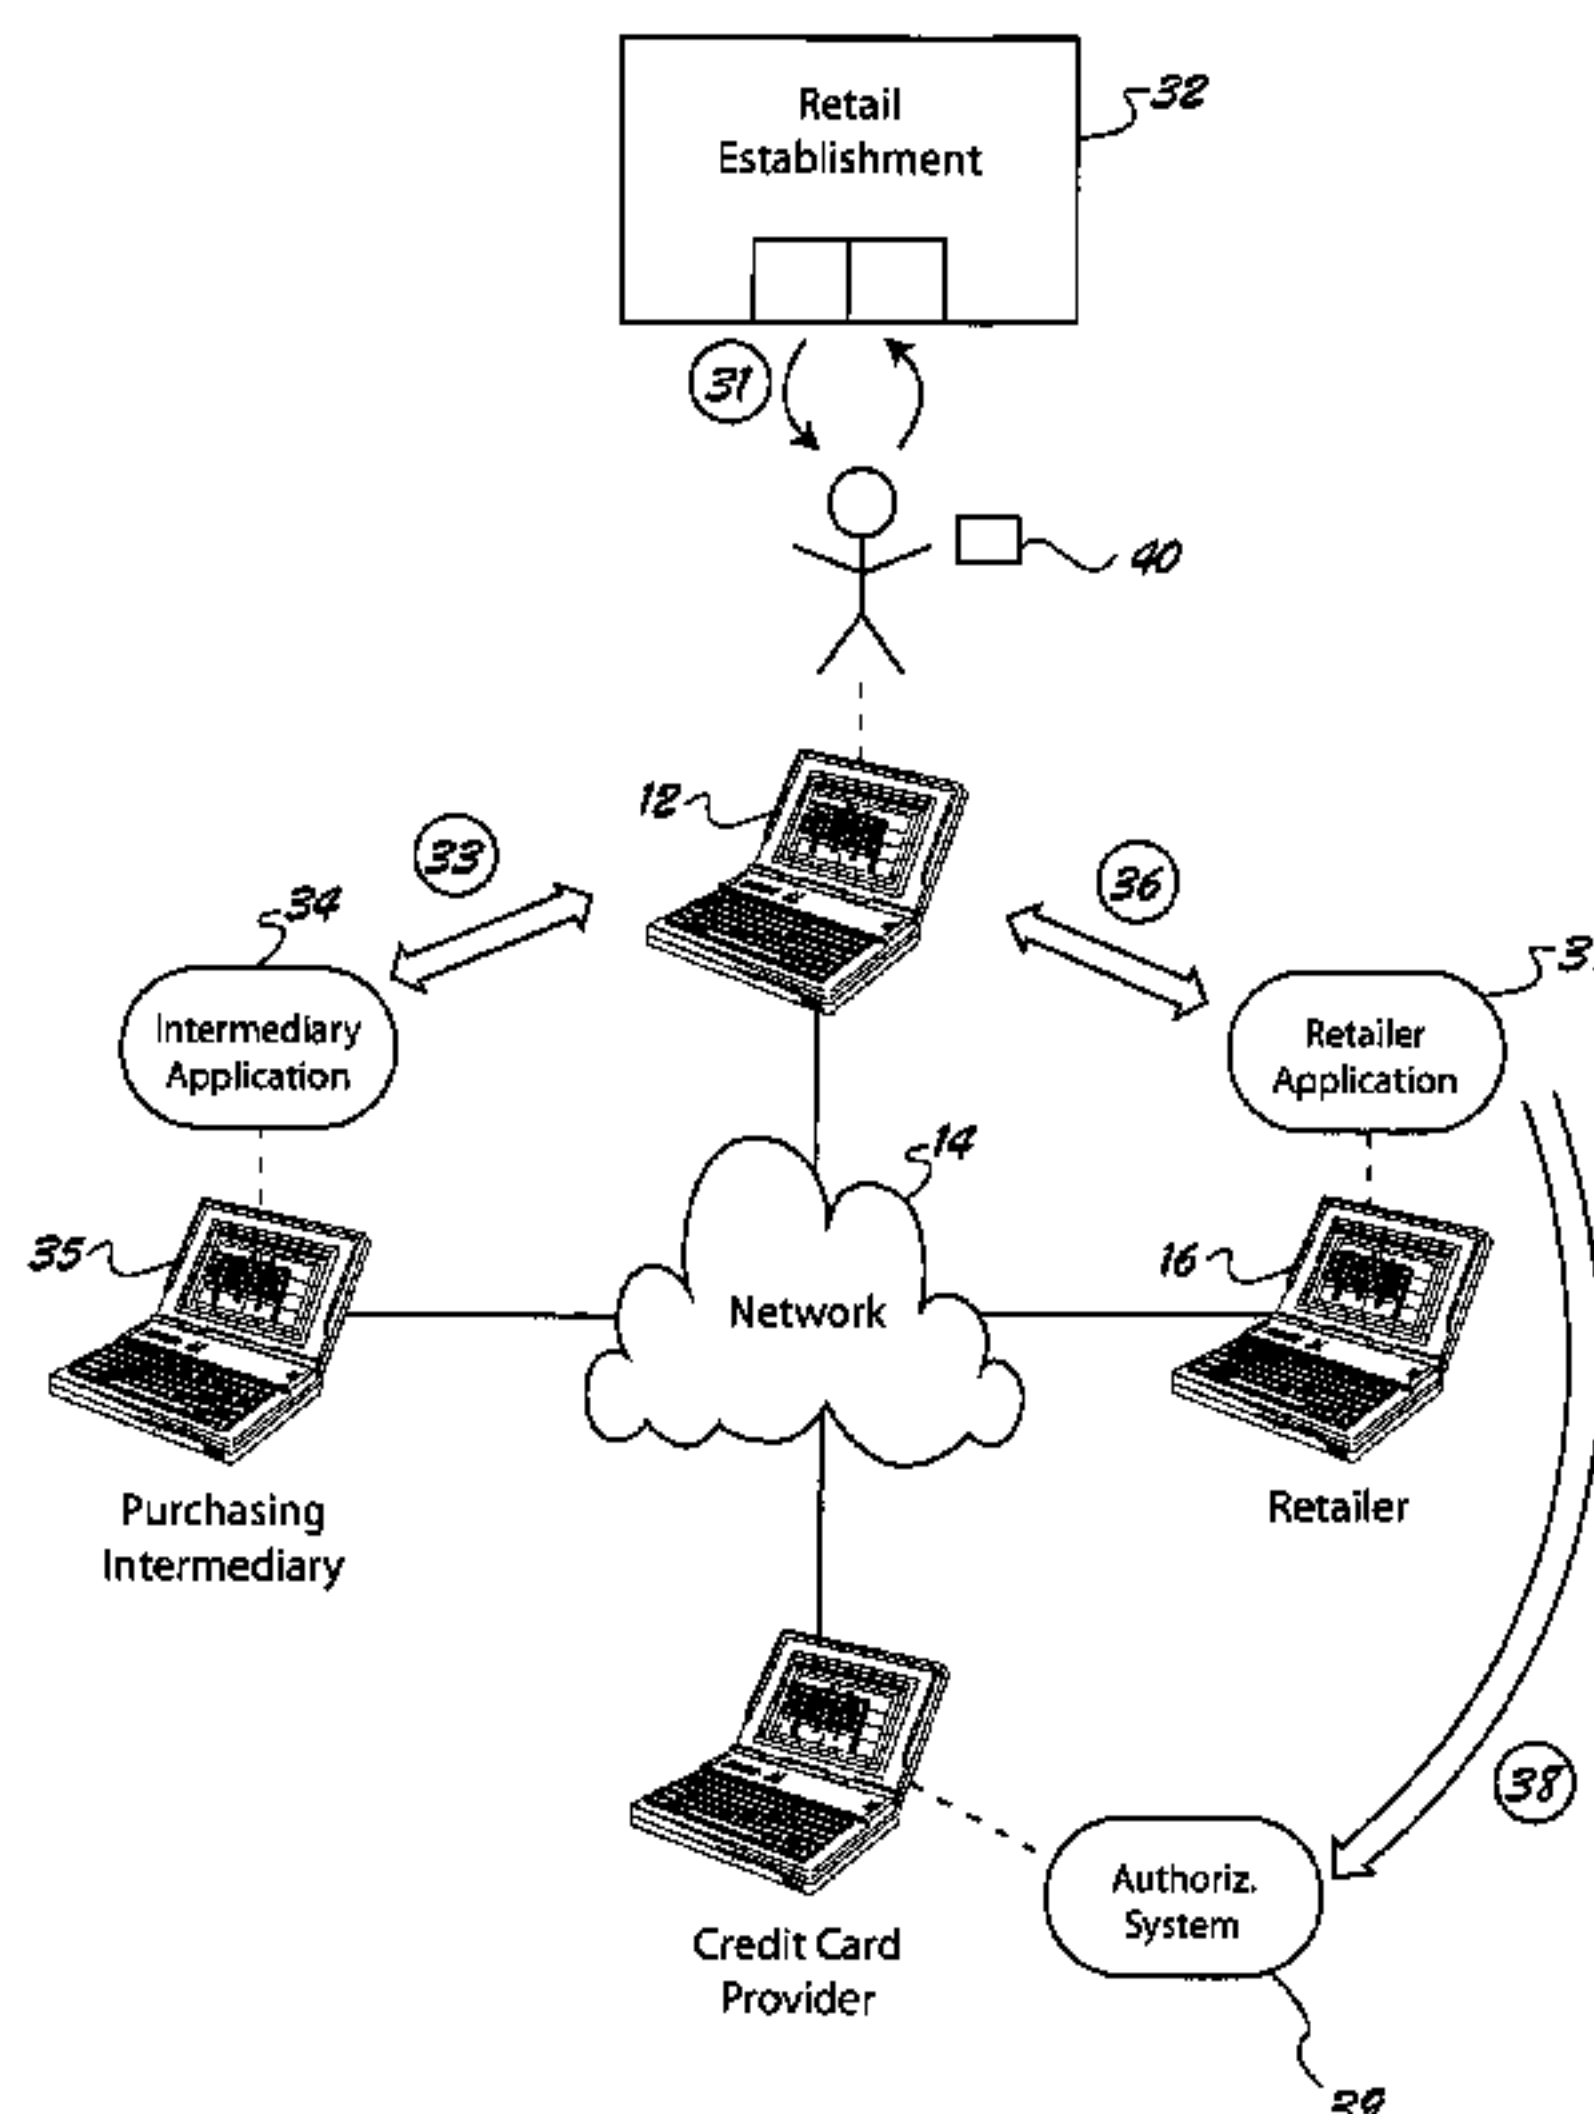 Retail
Establishment
32
31
40
12
33
36
34
Intermediary
Application
Retailer
Application
14
35
16
Network
Purchasing
Intermediary
Retailer
38
Authoriz.
System
Credit Card
Provider